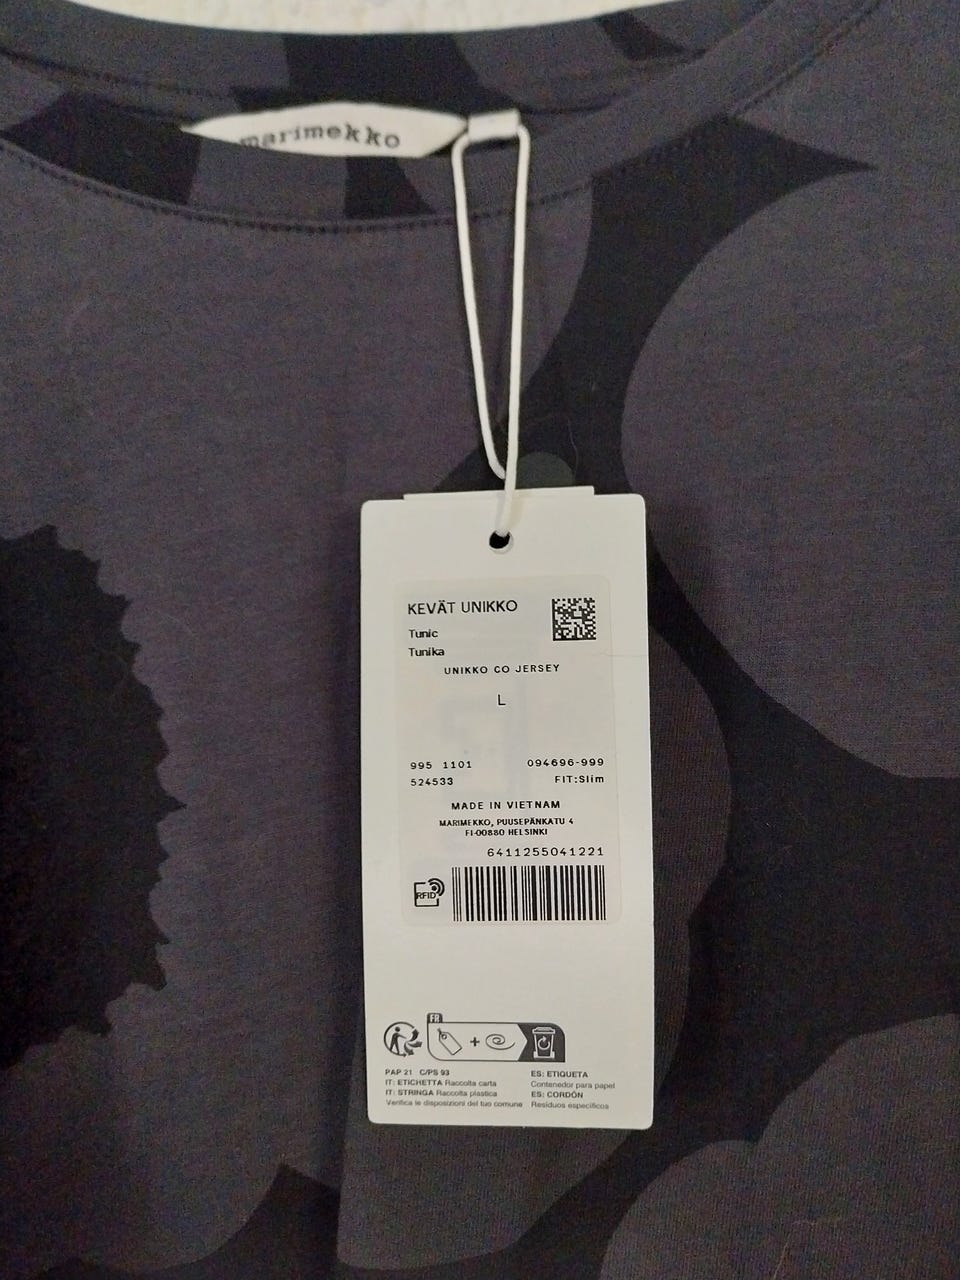 marimekko
KEVÄT UNIKKO
Tunic
Tunika
UNIKKO CO JERSEY
L
995 1101 094696-999
524533 FIT:Slim
MADE IN VIETNAM
MARIMEKKO, PUUSEPÄNKATU 4
FI-00880 HELSINKI
6411255041221
RFID
FR
+
PAP 21 C/PS 93
IT: ETICHETTA Raccolta carta
IT: STRINGA Raccolta plastica
Verifica le disposizioni del tuo comune
ES: ETIQUETA
Contenedor para papel
ES: CORDÓN
Residuos específicos